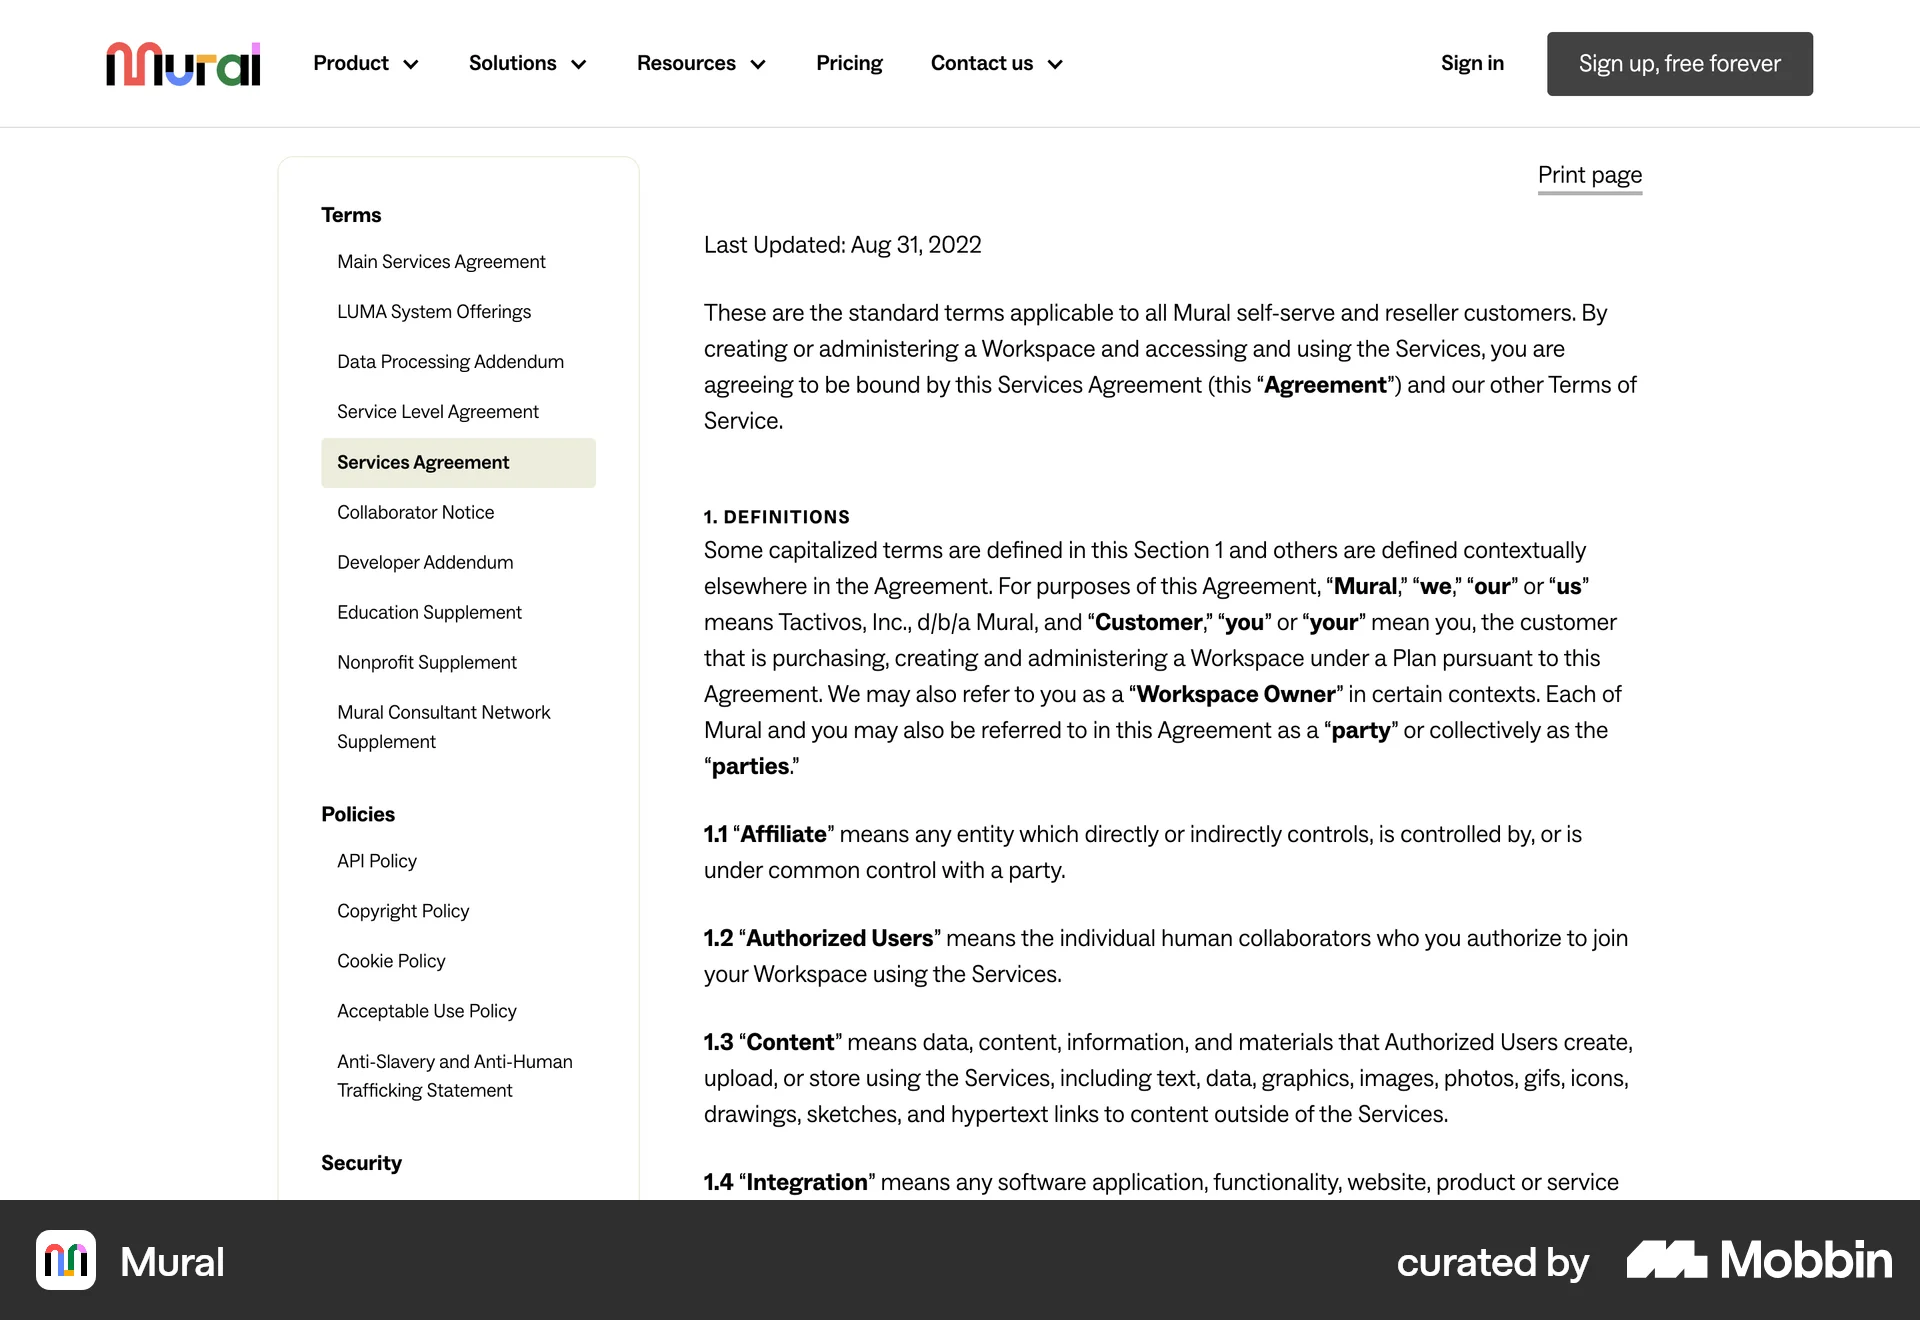 mural
Product
Solutions
Resources
Pricing
Contact us
Sign in
Sign up, free forever
Terms
Main Services Agreement
LUMA System Offerings
Data Processing Addendum
Service Level Agreement
Services Agreement
Collaborator Notice
Developer Addendum
Education Supplement
Nonprofit Supplement
Mural Consultant Network
Supplement
Policies
API Policy
Copyright Policy
Cookie Policy
Acceptable Use Policy
Anti-Slavery and Anti-Human
Trafficking Statement
Security
Print page
Last Updated: Aug 31, 2022
These are the standard terms applicable to all Mural self-serve and reseller customers. By
creating or administering a Workspace and accessing and using the Services, you are
agreeing to be bound by this Services Agreement (this “Agreement”) and our other Terms of
Service.
1. DEFINITIONS
Some capitalized terms are defined in this Section 1 and others are defined contextually
elsewhere in the Agreement. For purposes of this Agreement, “Mural,” “we,” “our” or “us”
means Tactivos, Inc., d/b/a Mural, and “Customer,” “you” or “your” mean you, the customer
that is purchasing, creating and administering a Workspace under a Plan pursuant to this
Agreement. We may also refer to you as a “Workspace Owner” in certain contexts. Each of
Mural and you may also be referred to in this Agreement as a “party” or collectively as the
“parties.”
1.1 “Affiliate” means any entity which directly or indirectly controls, is controlled by, or is
under common control with a party.
1.2 “Authorized Users” means the individual human collaborators who you authorize to join
your Workspace using the Services.
1.3 “Content” means data, content, information, and materials that Authorized Users create,
upload, or store using the Services, including text, data, graphics, images, photos, gifs, icons,
drawings, sketches, and hypertext links to content outside of the Services.
1.4 “Integration” means any software application, functionality, website, product or service
Mural
curated by
Mobbin